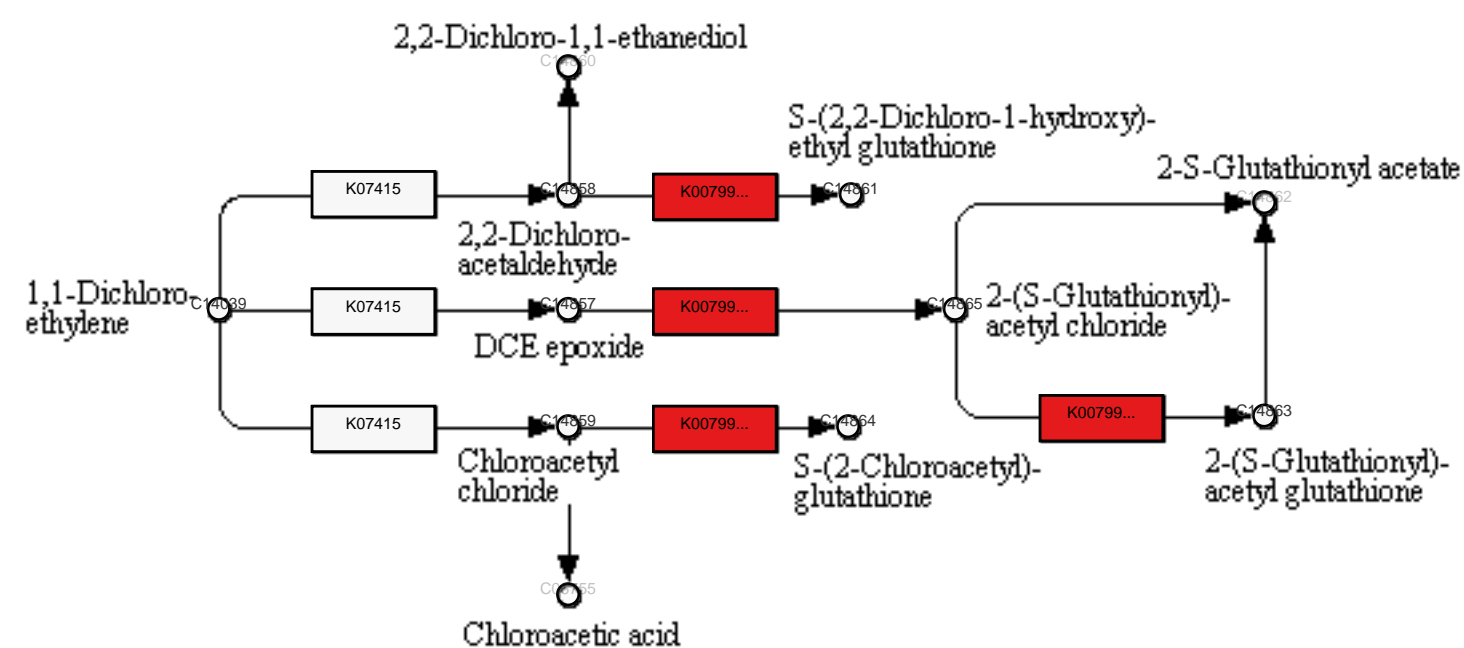 2,2-Dichloro-1,1-ethanediol
S-(2,2-Dichloro-1-hydroxy)-
ethyl glutathione
2-S-Glutathionyl acetate
K07415
C14858
K00799...
C14861
2,2-Dichloro-
acetaldehyde
1,1-Dichloro-
ethylene
C14039
K07415
C14857
K00799...
C14865
2-(S-Glutathionyl)-
acetyl chloride
DCE epoxide
K07415
C14859
K00799...
C14864
K00799...
C14863
Chloroacetyl
chloride
S-(2-Chloroacetyl)-
glutathione
2-(S-Glutathionyl)-
acetyl glutathione
Chloroacetic acid